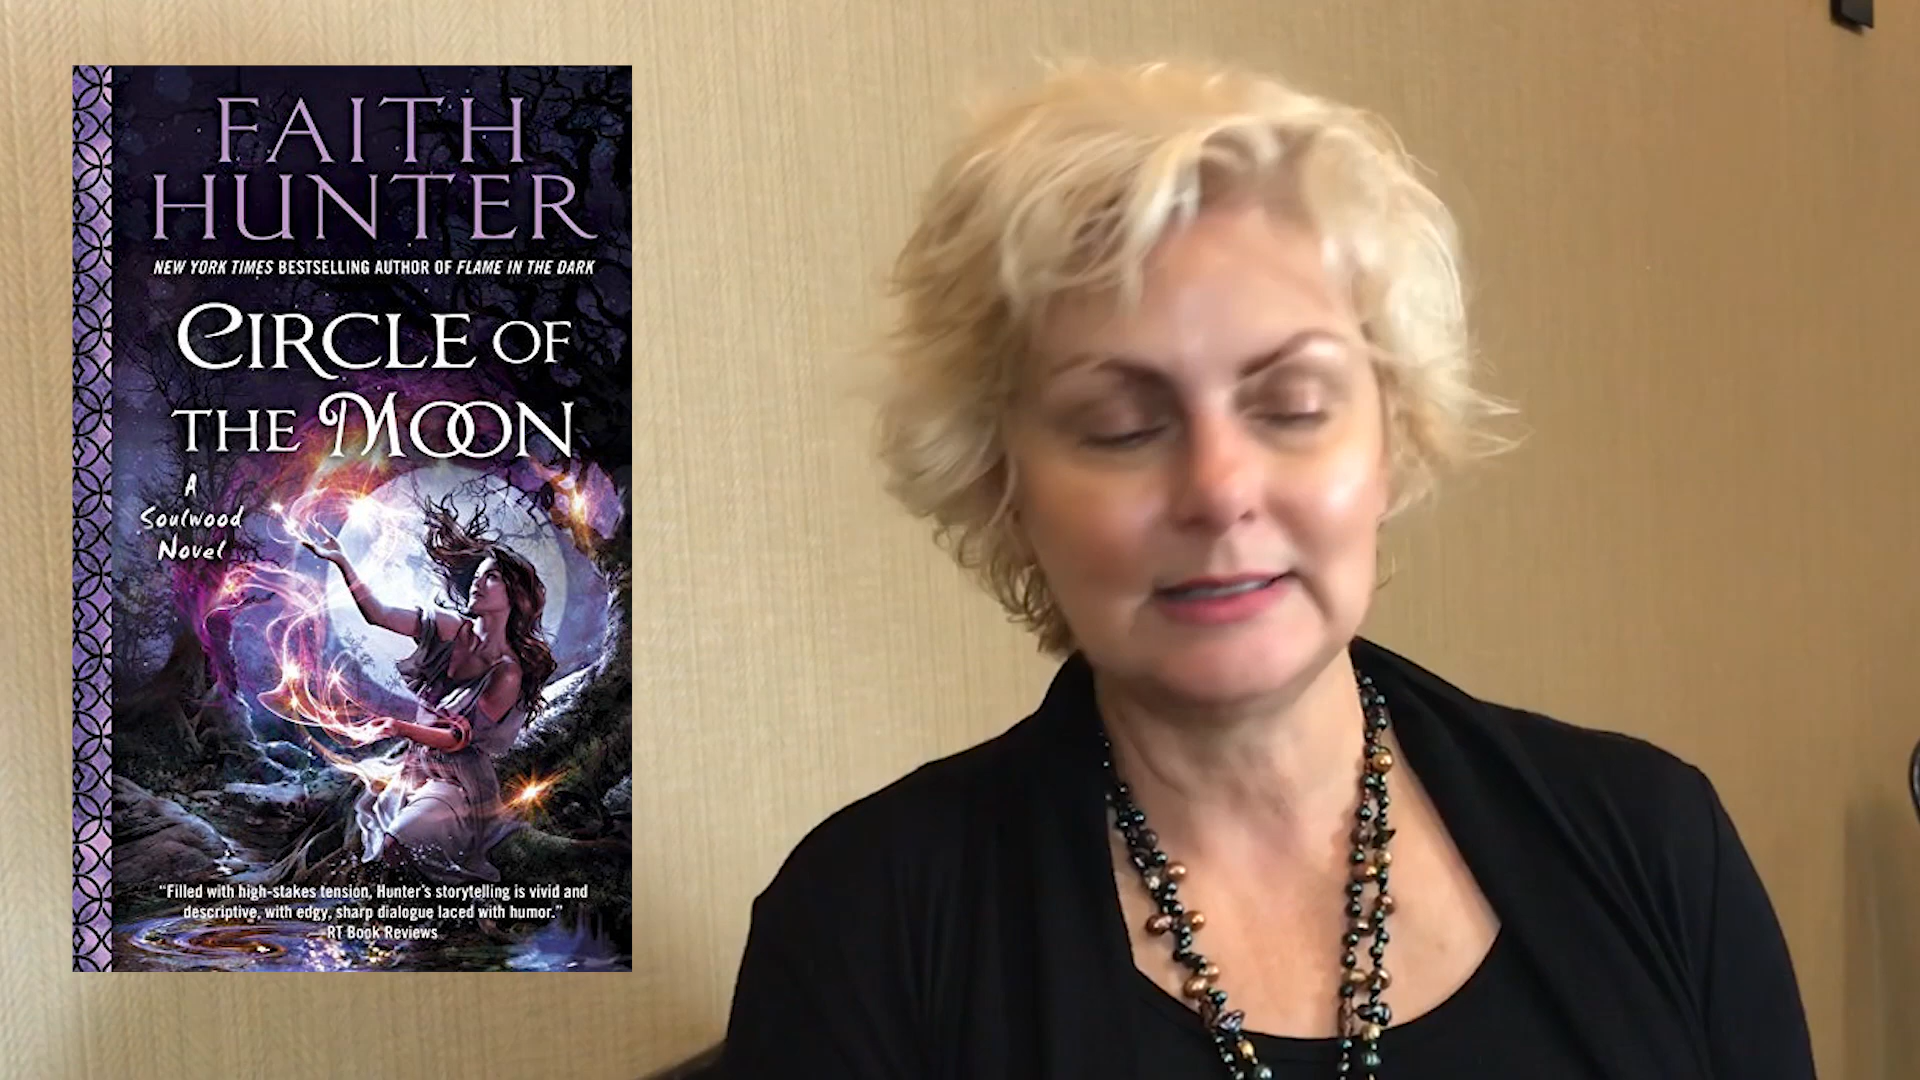 FAITH
HUNTER
NEW YORK TIMES BESTSELLING AUTHOR OF FLAME IN THE DARK
CIRCLE OF
THE MOON
A
Soulwood
Novel
“Filled with high-stakes tension, Hunter’s storytelling is vivid and
descriptive, with edgy, sharp dialogue laced with humor.”
—RT Book Reviews